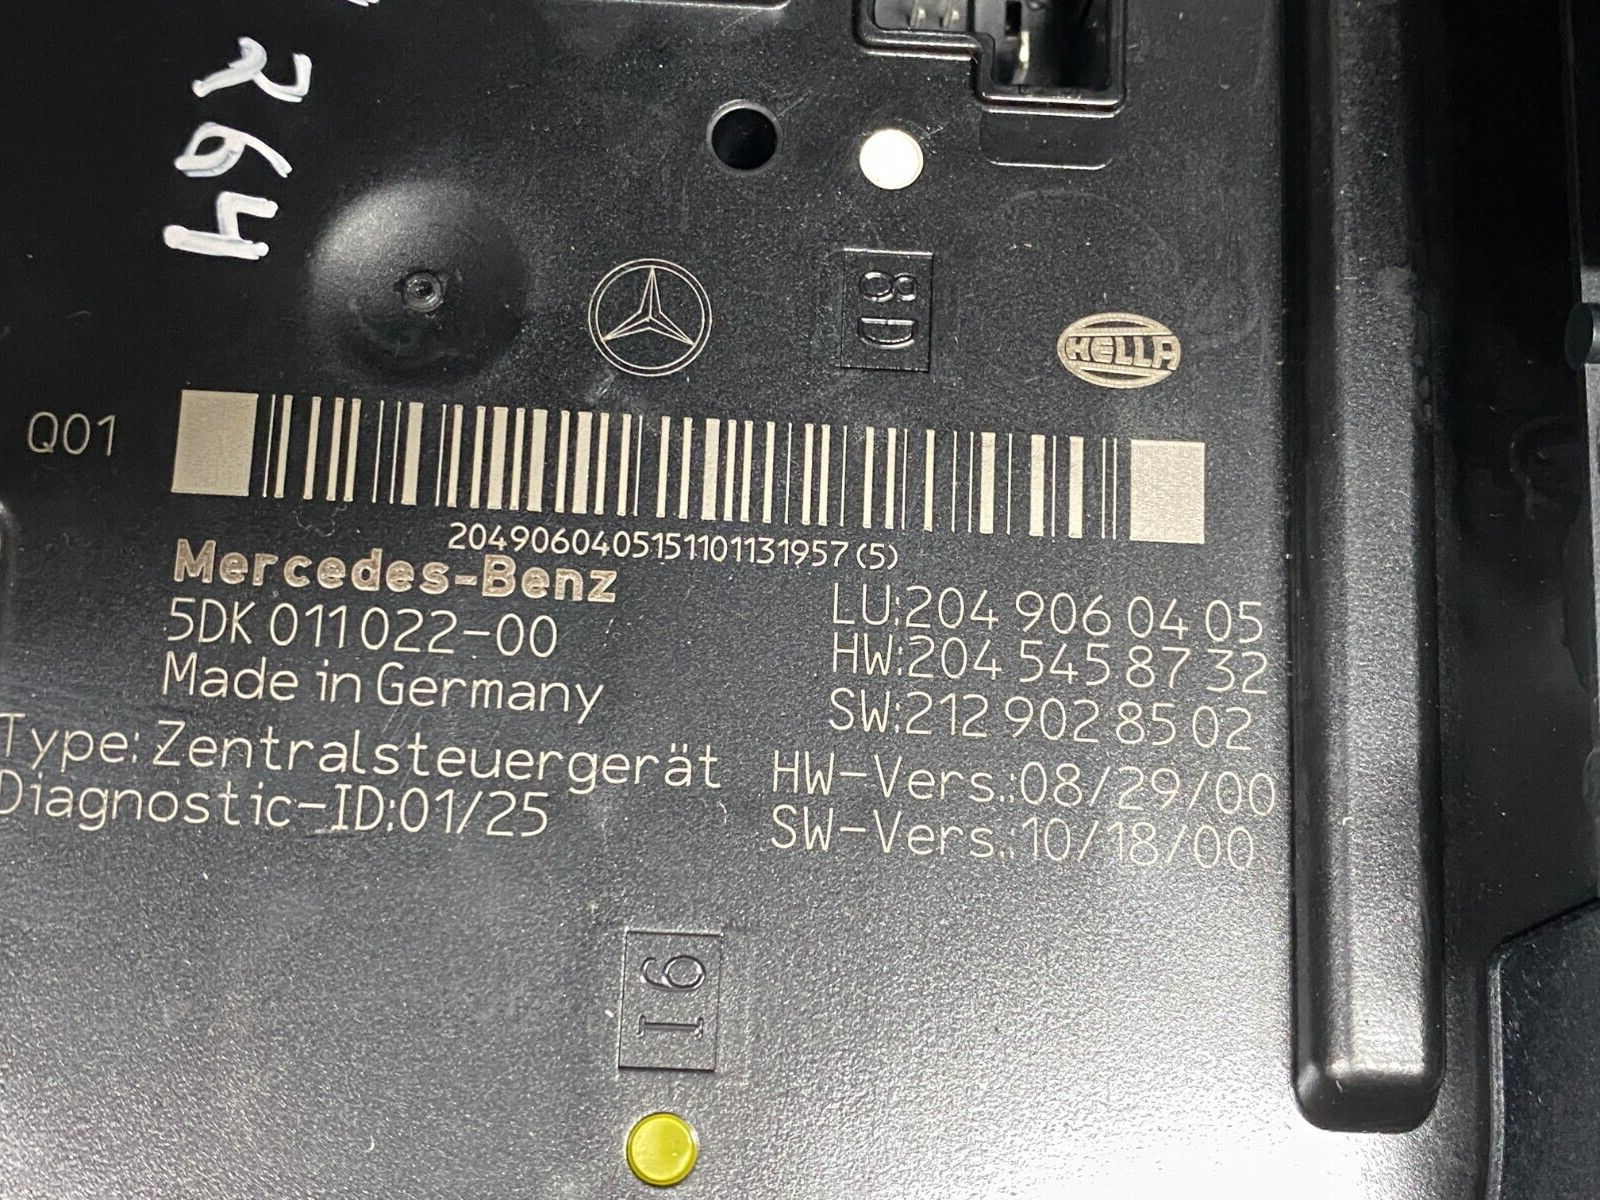 R64
8D
HELLA
Q01
2049060405151101131957(5)
Mercedes-Benz
5DK 011022-00
Made in Germany
Type: Zentralsteuergerät
Diagnostic-ID:01/25
LU:204 906 04 05
HW:204 545 87 32
SW:212 902 85 02
HW-Vers.:08/29/00
SW-Vers.:10/18/00
I6